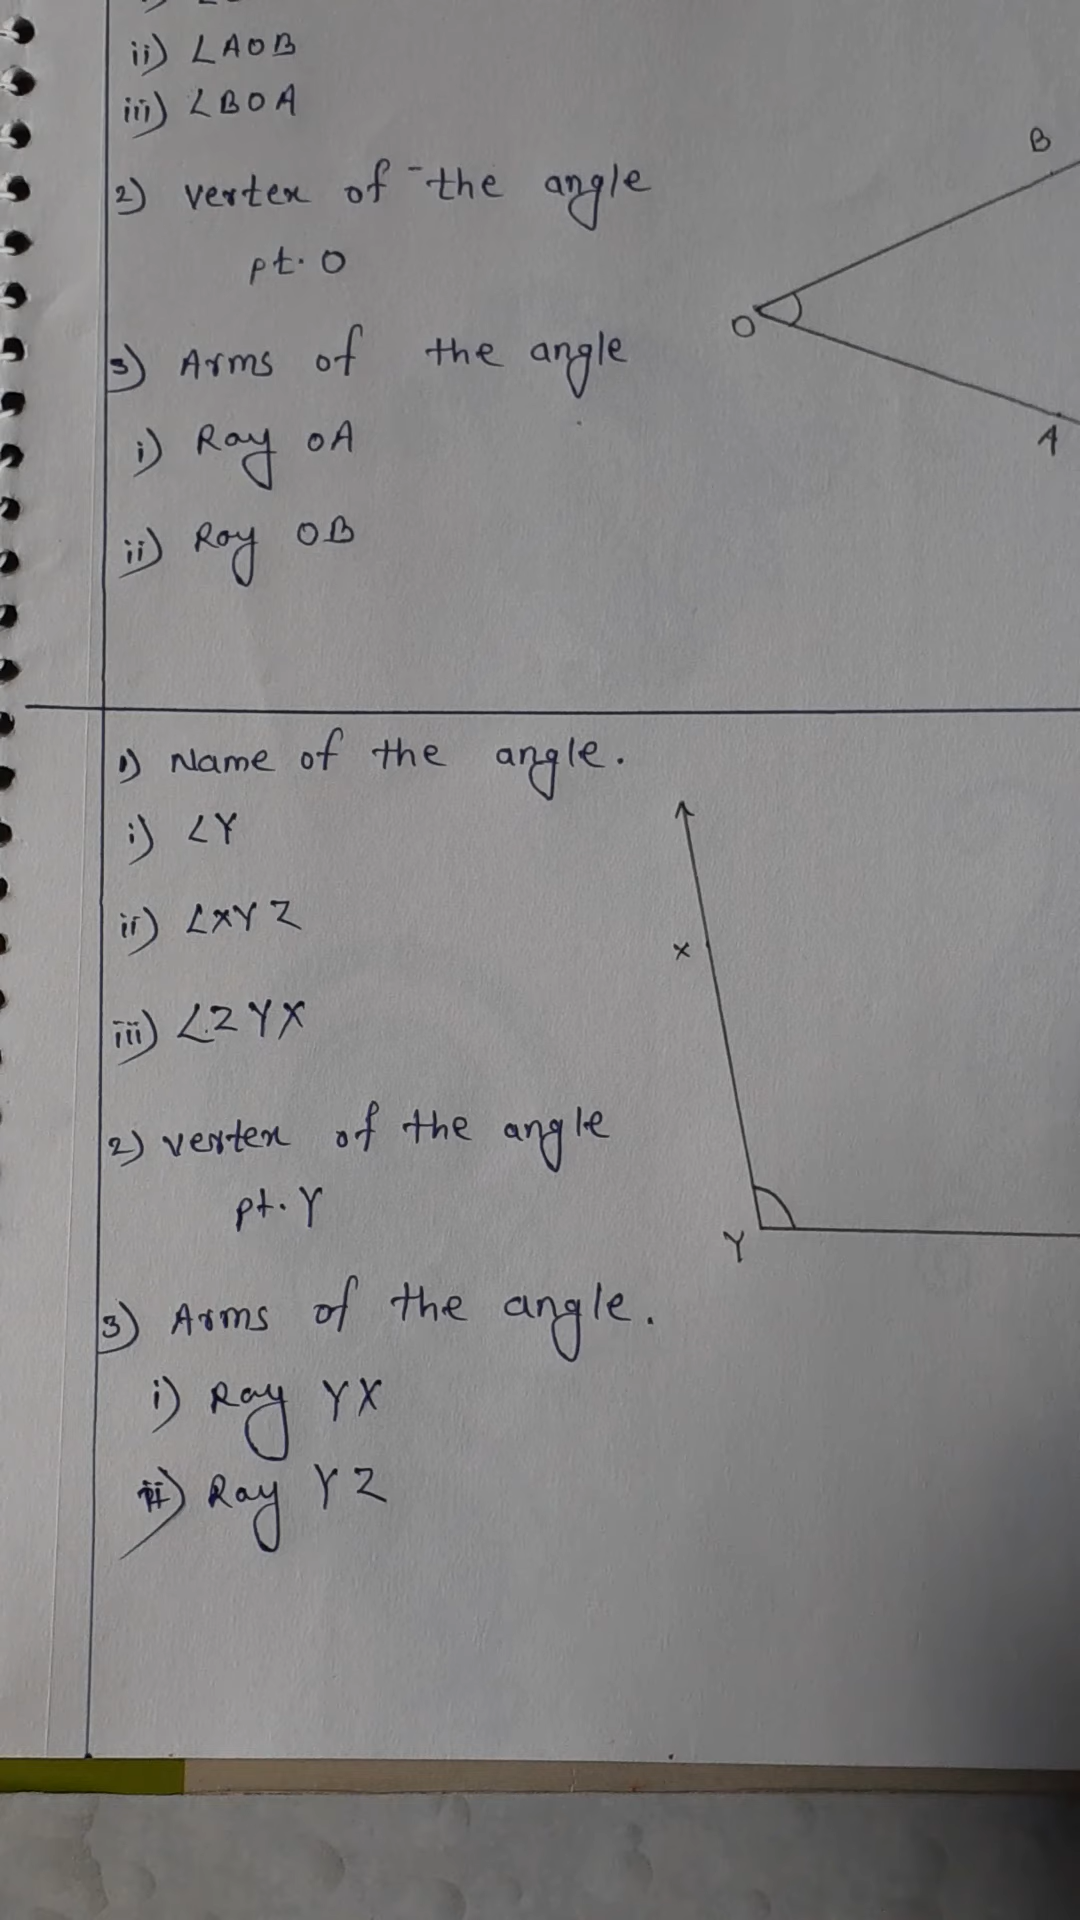 ii) ∠AOB
iii) ∠BOA
B
2) vertex of the angle
pt. O
O
3) Arms of the angle
A
i) Ray OA
ii) Ray OB
1) Name of the angle.
i) ∠Y
ii) ∠XYZ
X
iii) ∠ZYX
2) vertex of the angle
pt. Y
Y
3) Arms of the angle.
i) Ray YX
ii) Ray YZ